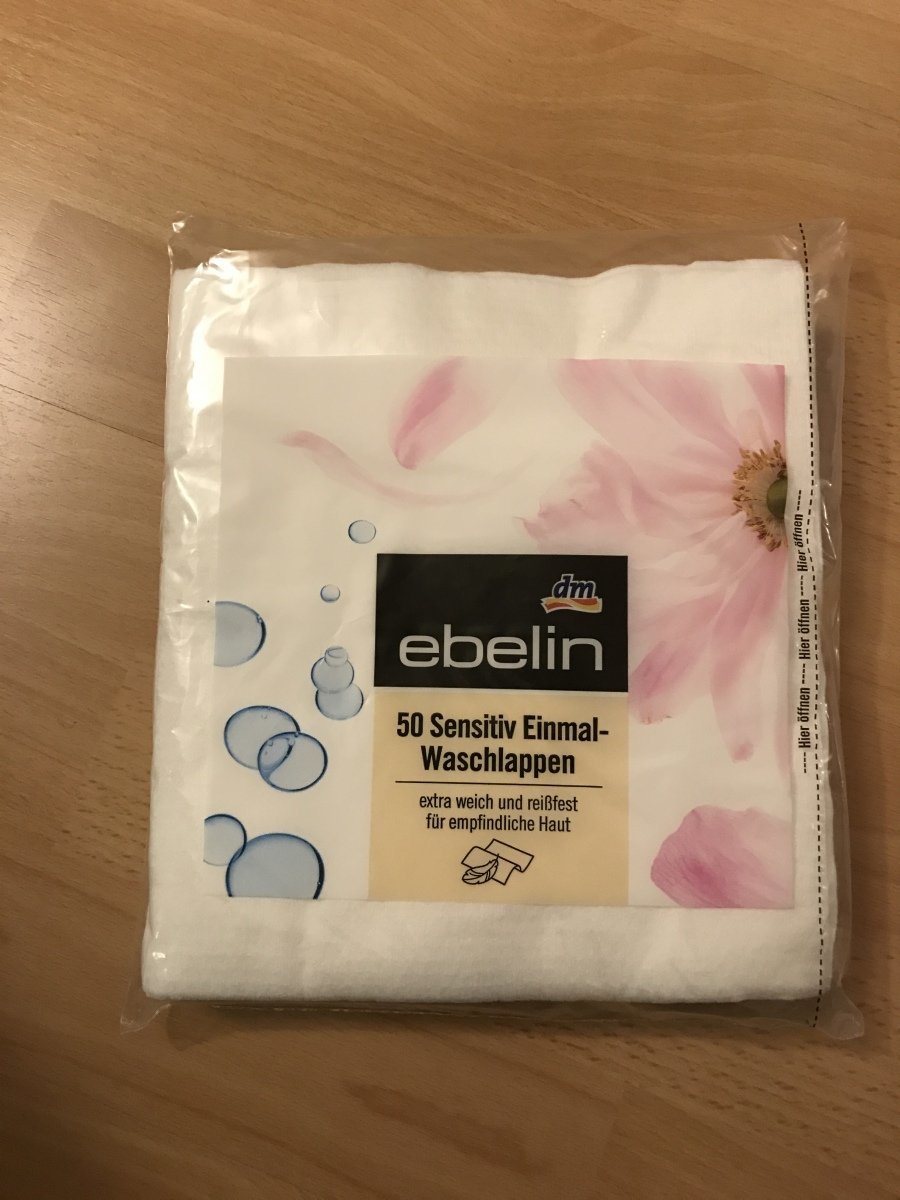 dm
ebelin
50 Sensitiv Einmal-
Waschlappen
extra weich und reißfest
für empfindliche Haut
---- Hier öffnen ---- Hier öffnen ---- Hier öffnen ----